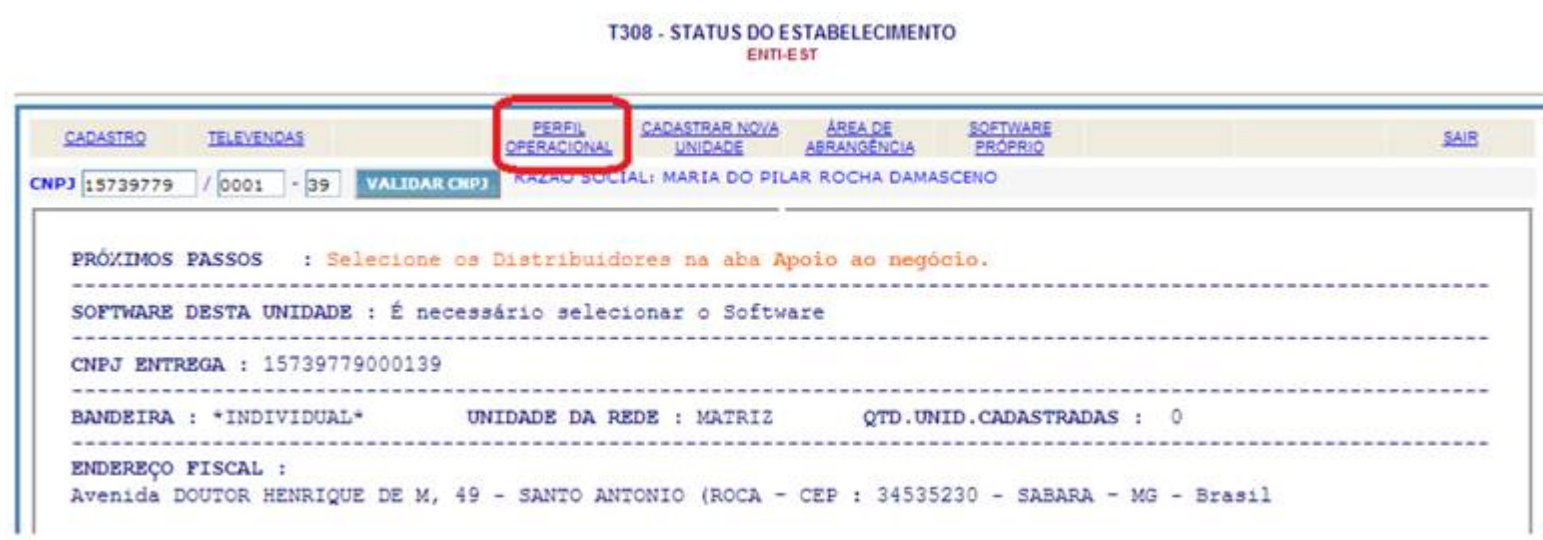 T308 - STATUS DO ESTABELECIMENTO
ENTI-EST
CADASTRO TELEVENDAS PERFIL OPERACIONAL CADASTRAR NOVA UNIDADE ÁREA DE ABRANGÊNCIA SOFTWARE PRÓPRIO SAIR
CNPJ 15739779 / 0001 - 39 VALIDAR CNPJ RAZAO SOCIAL: MARIA DO PILAR ROCHA DAMASCENO
PRÓXIMOS PASSOS : Selecione os Distribuidores na aba Apoio ao negócio.
SOFTWARE DESTA UNIDADE : É necessário selecionar o Software
CNPJ ENTREGA : 15739779000139
BANDEIRA : *INDIVIDUAL* UNIDADE DA REDE : MATRIZ QTD.UNID.CADASTRADAS : 0
ENDEREÇO FISCAL :
Avenida DOUTOR HENRIQUE DE M, 49 - SANTO ANTONIO (ROCA - CEP : 34535230 - SABARA - MG - Brasil